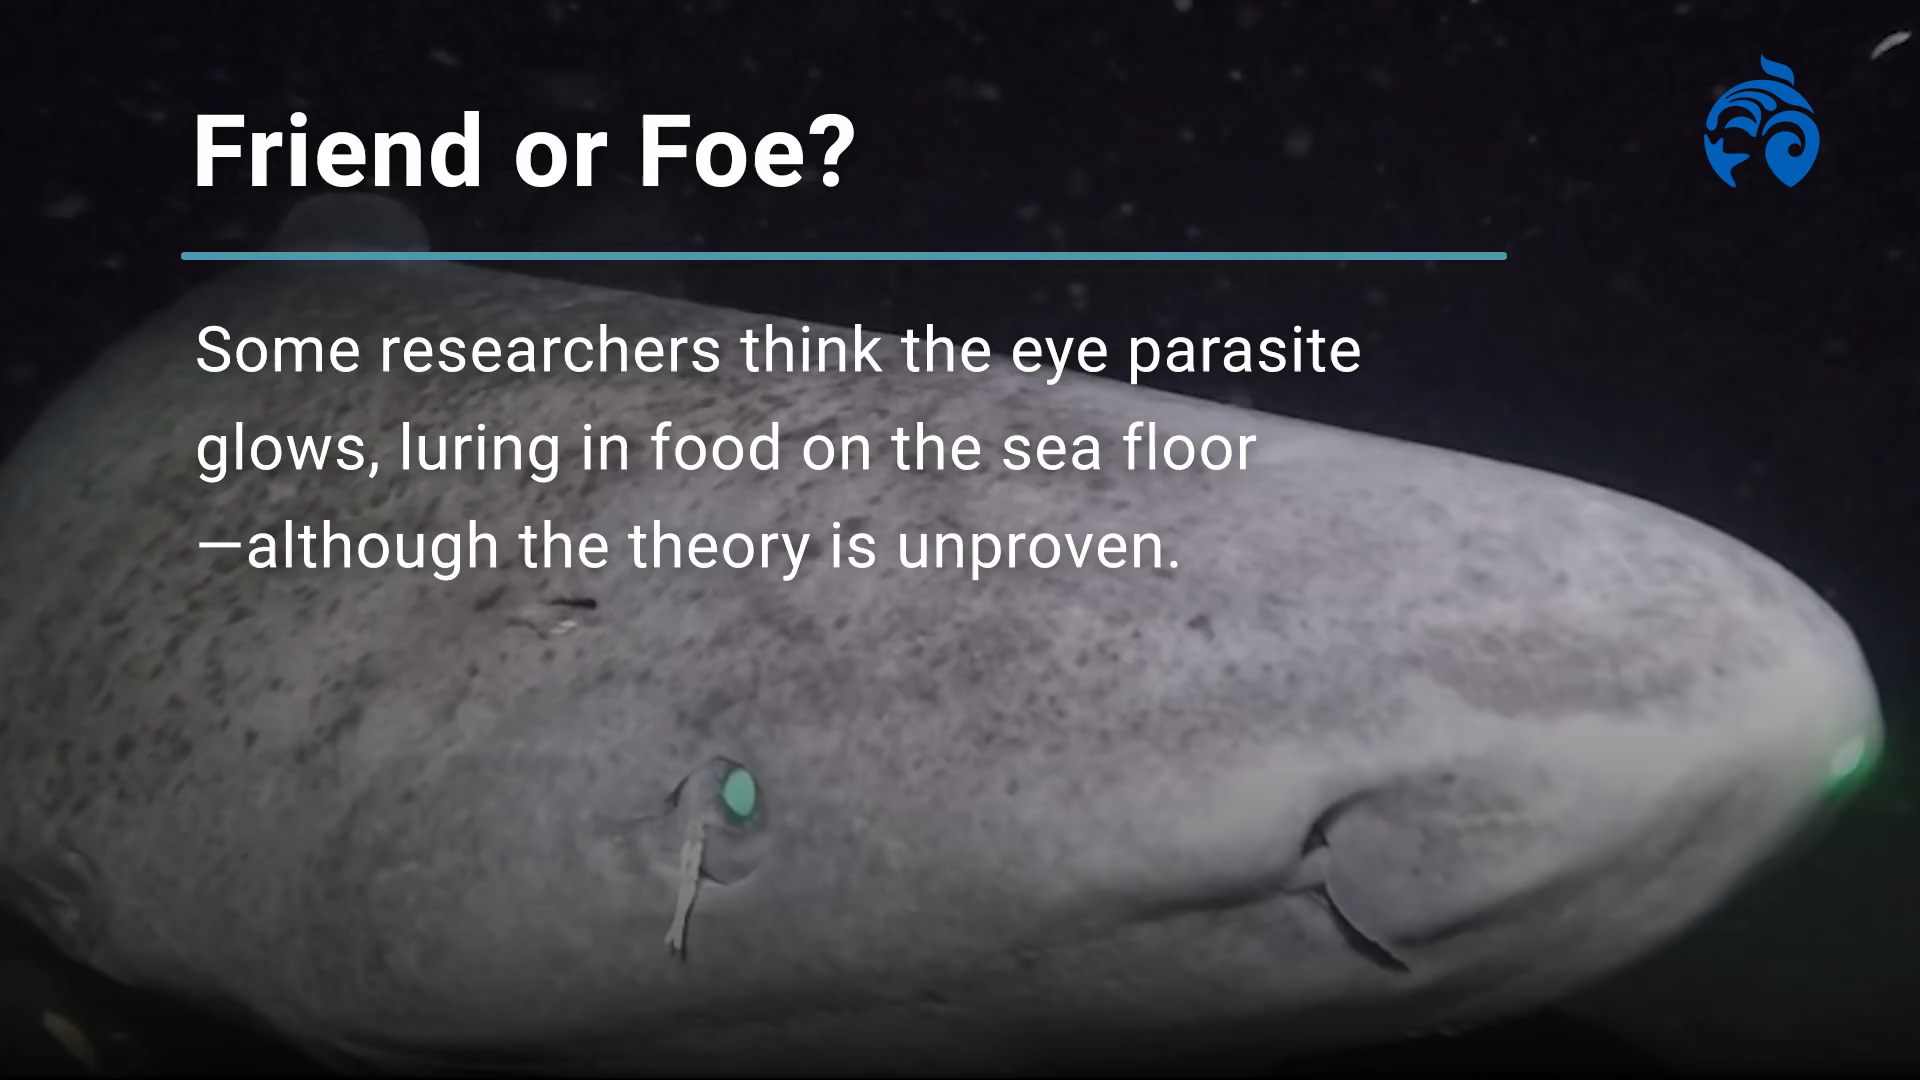 Friend or Foe?
Some researchers think the eye parasite
glows, luring in food on the sea floor
—although the theory is unproven.